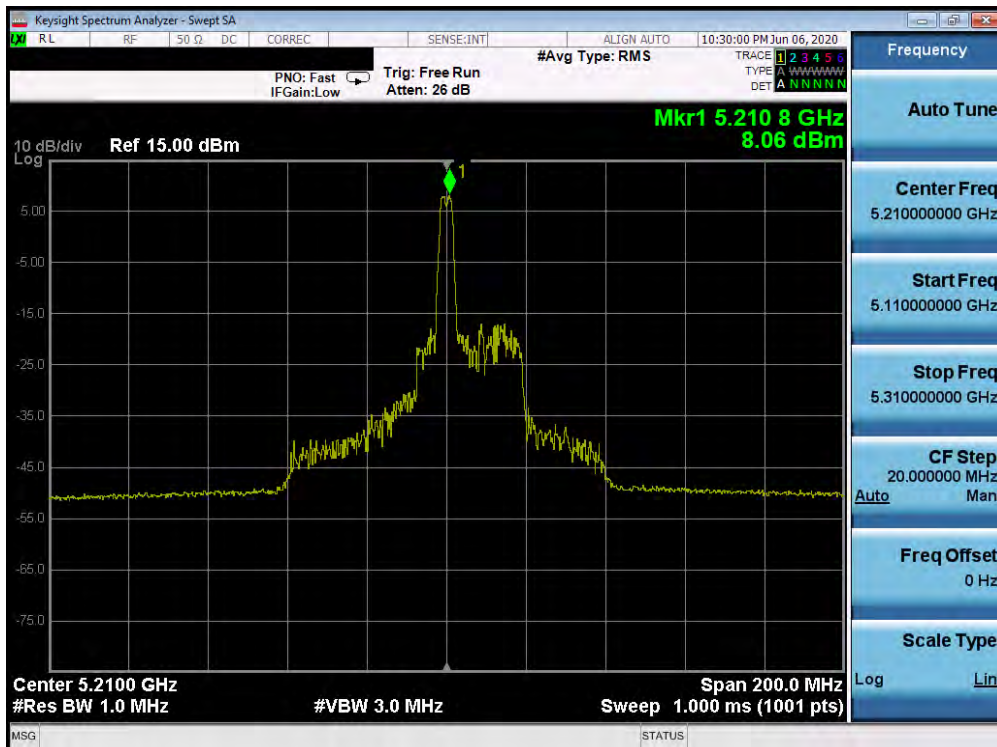 Keysight Spectrum Analyzer - Swept SA
LXI RL RF 50 Ω DC CORREC SENSE:INT ALIGN AUTO 10:30:00 PM Jun 06, 2020
PNO: Fast
IFGain:Low
Trig: Free Run
Atten: 26 dB
#Avg Type: RMS
TRACE 1 2 3 4 5 6
TYPE A WWWWW
DET A N N N N N
Mkr1 5.210 8 GHz
8.06 dBm
10 dB/div
Log
Ref 15.00 dBm
1
5.00
-5.00
-15.0
-25.0
-35.0
-45.0
-55.0
-65.0
-75.0
Center 5.2100 GHz
Span 200.0 MHz
#Res BW 1.0 MHz
#VBW 3.0 MHz
Sweep 1.000 ms (1001 pts)
MSG
STATUS
Frequency
Auto Tune
Center Freq
5.210000000 GHz
Start Freq
5.110000000 GHz
Stop Freq
5.310000000 GHz
CF Step
20.000000 MHz
Auto Man
Freq Offset
0 Hz
Scale Type
Log Lin